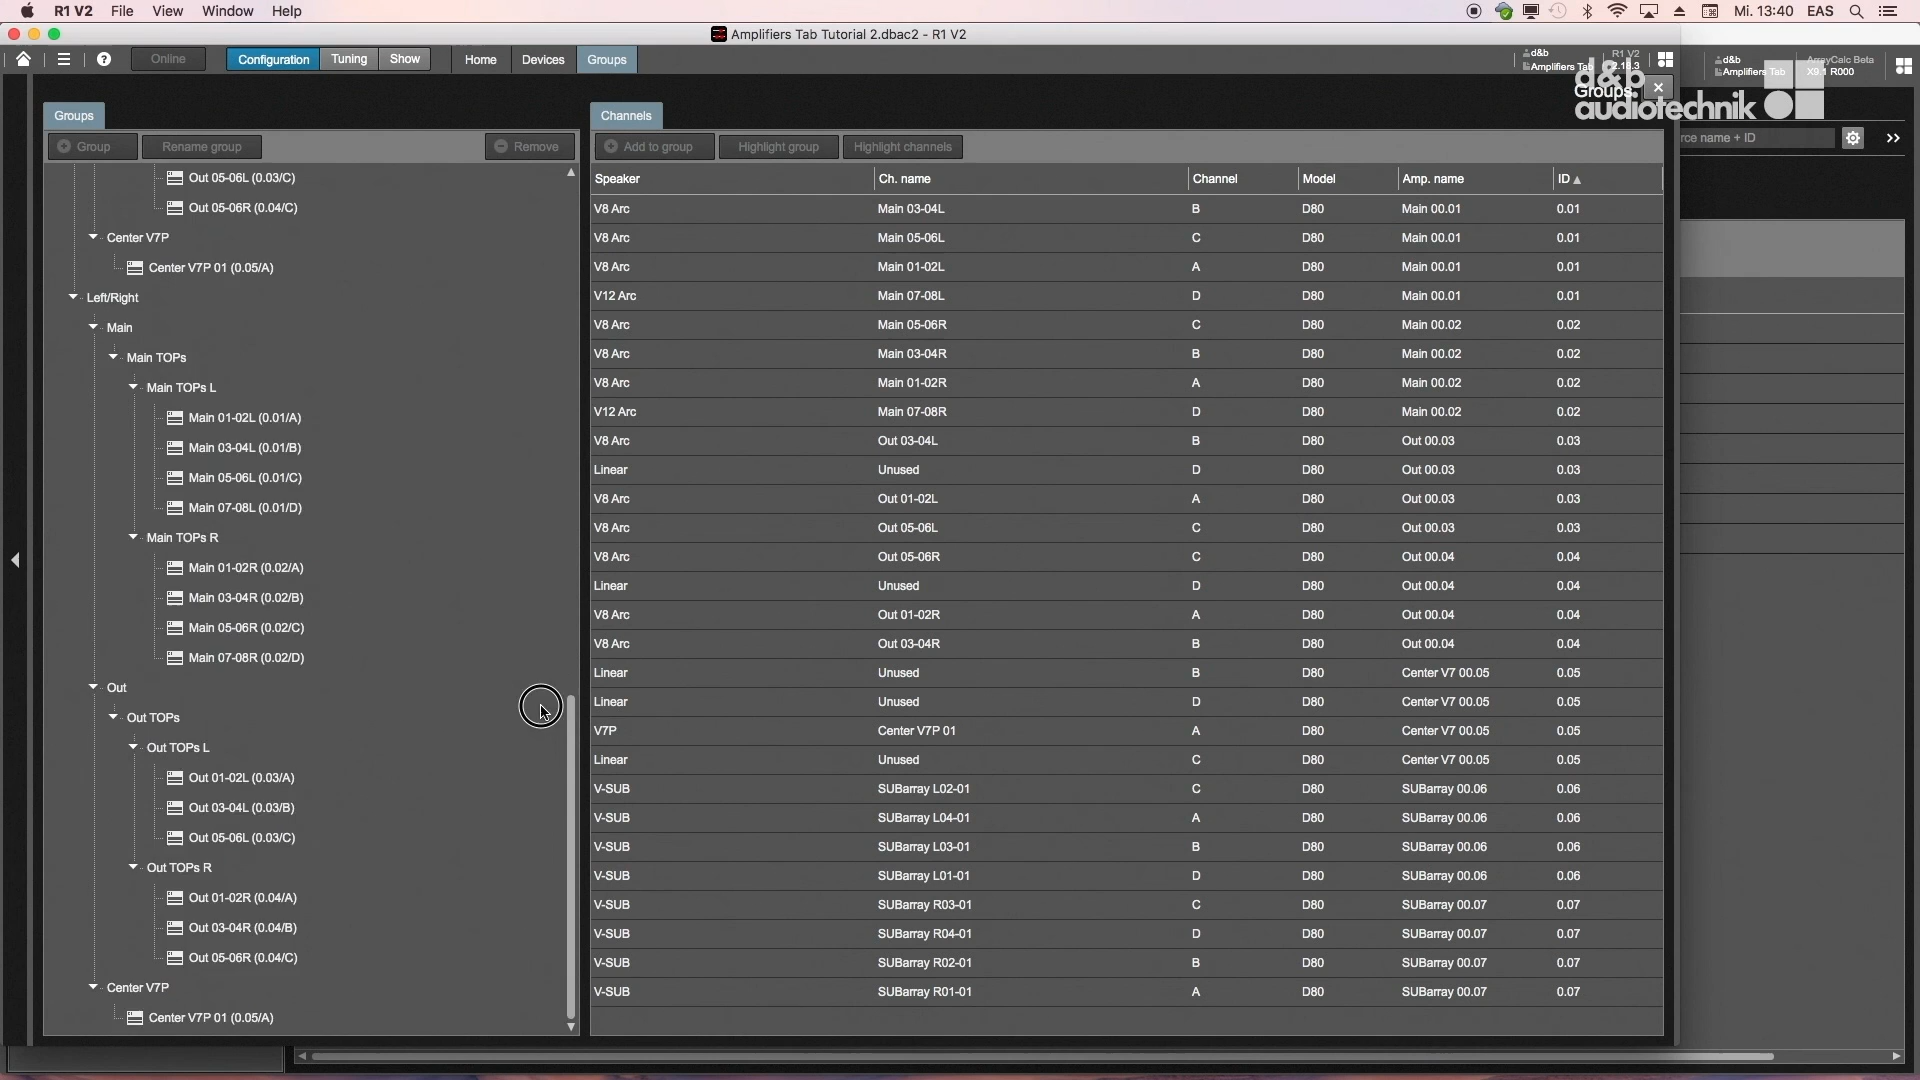 R1 V2 File View Window Help Mi. 13:40 EAS
Amplifiers Tab Tutorial 2.dbac2 - R1 V2
Online Configuration Tuning Show Home Devices Groups
d&b R1 V2 d&b ArrayCalc Beta
Amplifiers Tab 2.18.3 Amplifiers Tab X9.1 R000
d&b
audiotechnik
Groups
Groups Channels
Group Rename group Remove Add to group Highlight group Highlight channels
rce name + ID
Out 05-06L (0.03/C)
Out 05-06R (0.04/C)
Center V7P
Center V7P 01 (0.05/A)
Left/Right
Main
Main TOPs
Main TOPs L
Main 01-02L (0.01/A)
Main 03-04L (0.01/B)
Main 05-06L (0.01/C)
Main 07-08L (0.01/D)
Main TOPs R
Main 01-02R (0.02/A)
Main 03-04R (0.02/B)
Main 05-06R (0.02/C)
Main 07-08R (0.02/D)
Out
Out TOPs
Out TOPs L
Out 01-02L (0.03/A)
Out 03-04L (0.03/B)
Out 05-06L (0.03/C)
Out TOPs R
Out 01-02R (0.04/A)
Out 03-04R (0.04/B)
Out 05-06R (0.04/C)
Center V7P
Center V7P 01 (0.05/A)
Speaker Ch. name Channel Model Amp. name ID
V8 Arc Main 03-04L B D80 Main 00.01 0.01
V8 Arc Main 05-06L C D80 Main 00.01 0.01
V8 Arc Main 01-02L A D80 Main 00.01 0.01
V12 Arc Main 07-08L D D80 Main 00.01 0.01
V8 Arc Main 05-06R C D80 Main 00.02 0.02
V8 Arc Main 03-04R B D80 Main 00.02 0.02
V8 Arc Main 01-02R A D80 Main 00.02 0.02
V12 Arc Main 07-08R D D80 Main 00.02 0.02
V8 Arc Out 03-04L B D80 Out 00.03 0.03
Linear Unused D D80 Out 00.03 0.03
V8 Arc Out 01-02L A D80 Out 00.03 0.03
V8 Arc Out 05-06L C D80 Out 00.03 0.03
V8 Arc Out 05-06R C D80 Out 00.04 0.04
Linear Unused D D80 Out 00.04 0.04
V8 Arc Out 01-02R A D80 Out 00.04 0.04
V8 Arc Out 03-04R B D80 Out 00.04 0.04
Linear Unused B D80 Center V7 00.05 0.05
Linear Unused D D80 Center V7 00.05 0.05
V7P Center V7P 01 A D80 Center V7 00.05 0.05
Linear Unused C D80 Center V7 00.05 0.05
V-SUB SUBarray L02-01 C D80 SUBarray 00.06 0.06
V-SUB SUBarray L04-01 A D80 SUBarray 00.06 0.06
V-SUB SUBarray L03-01 B D80 SUBarray 00.06 0.06
V-SUB SUBarray L01-01 D D80 SUBarray 00.06 0.06
V-SUB SUBarray R03-01 C D80 SUBarray 00.07 0.07
V-SUB SUBarray R04-01 D D80 SUBarray 00.07 0.07
V-SUB SUBarray R02-01 B D80 SUBarray 00.07 0.07
V-SUB SUBarray R01-01 A D80 SUBarray 00.07 0.07